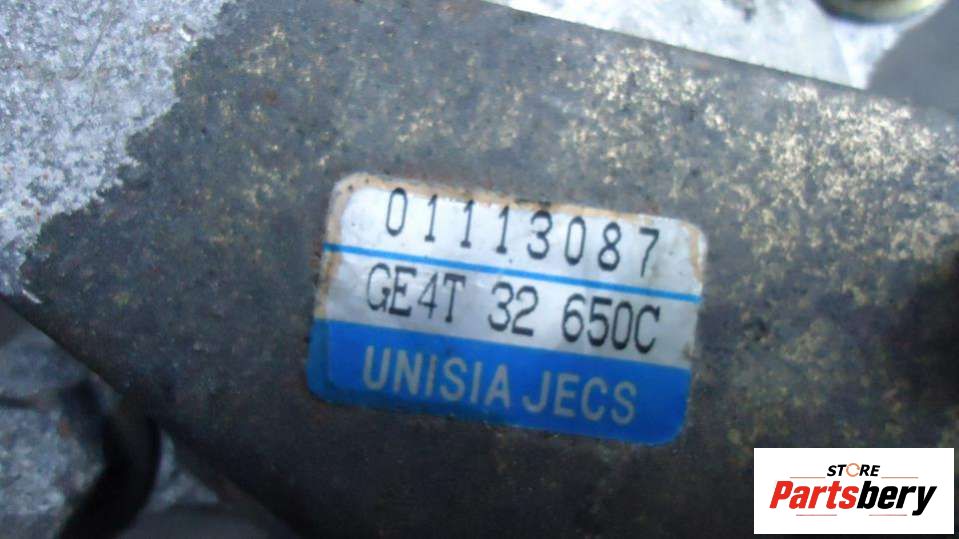 01113087
GE4T 32 650C
UNISIA JECS
STORE
Partsbery